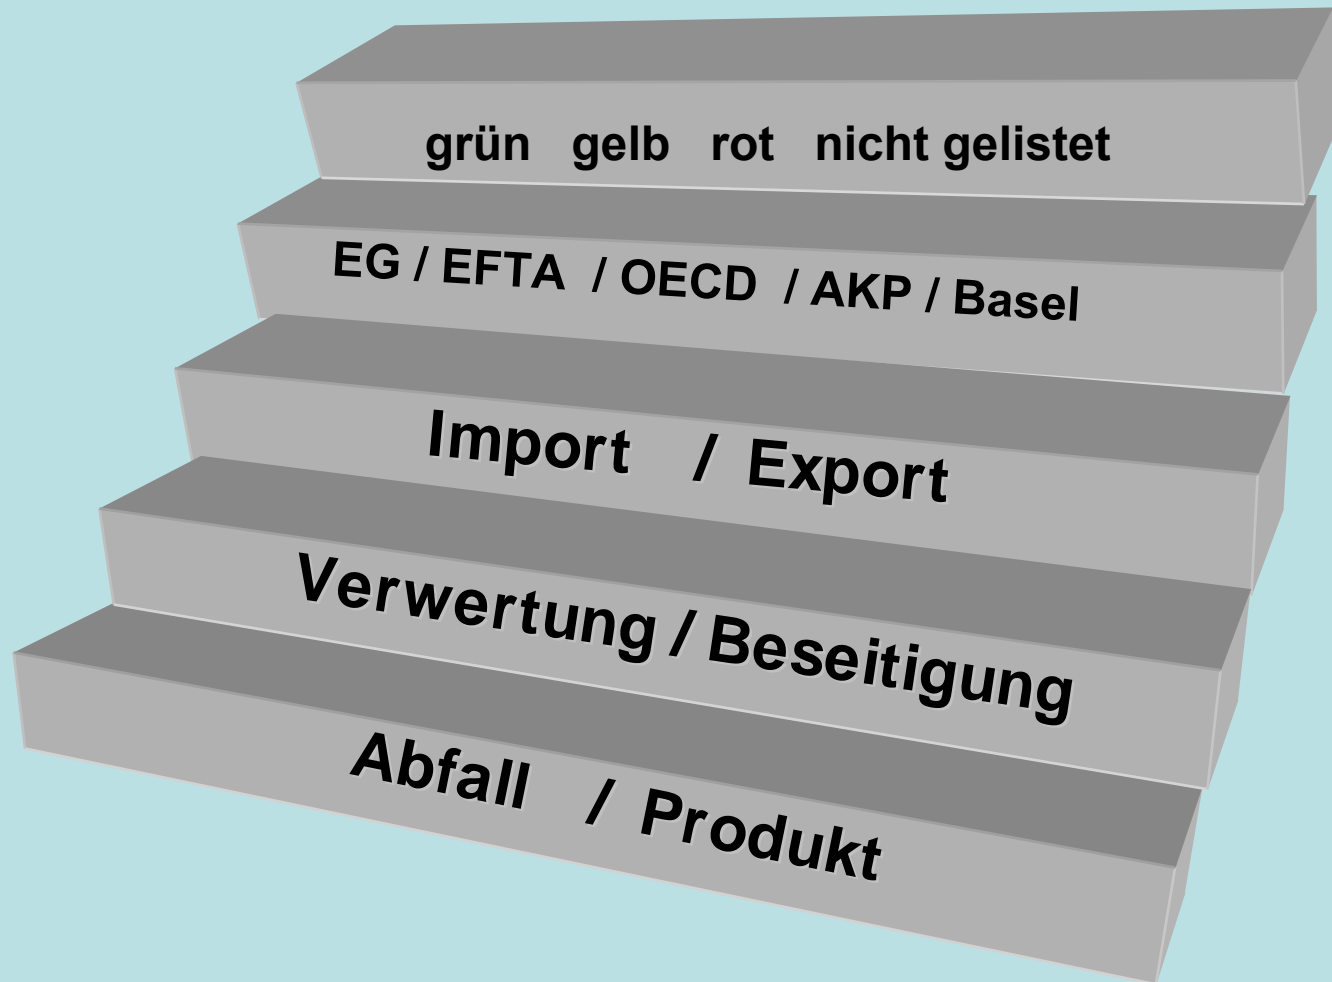 grün gelb rot nicht gelistet
EG / EFTA / OECD / AKP / Basel
Import / Export
Verwertung / Beseitigung
Abfall / Produkt